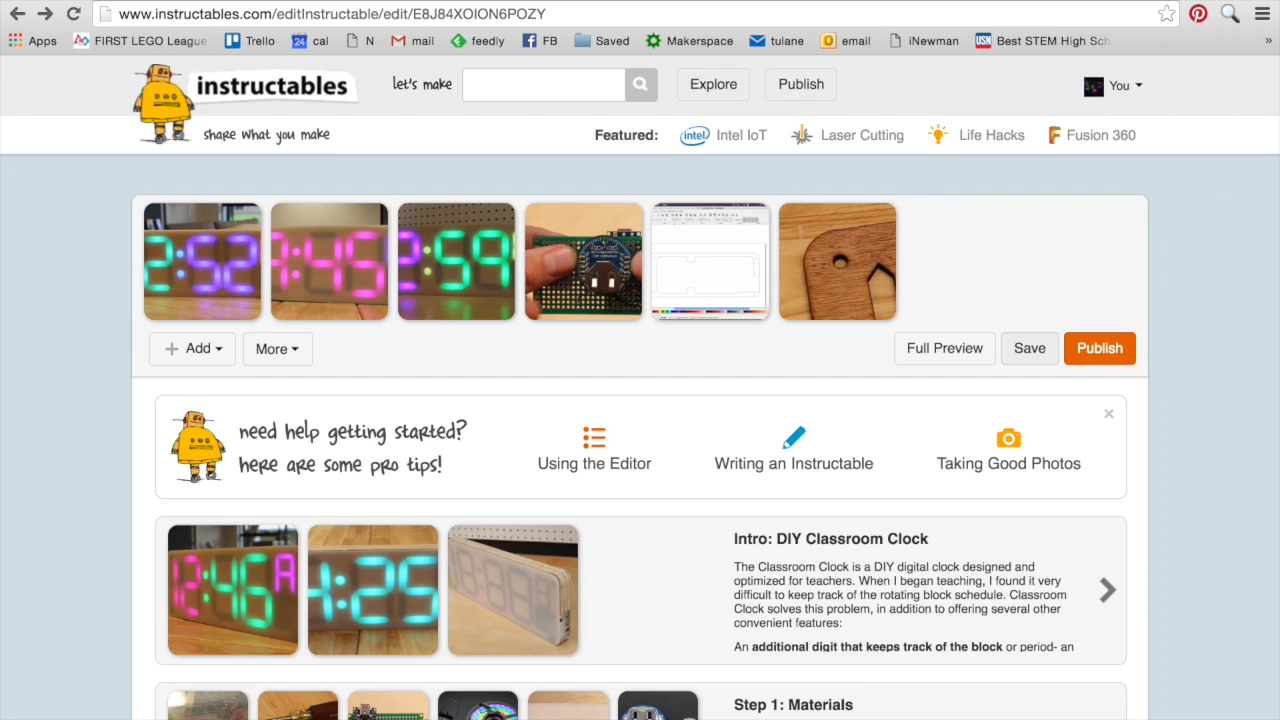 www.instructables.com/editInstructable/edit/E8J84XOION6POZY
Apps FIRST LEGO League Trello 24 cal N mail feedly FB Saved Makerspace tulane email iNewman USN Best STEM High Sch »
instructables let's make Explore Publish You
share what you make Featured: intel Intel IoT Laser Cutting Life Hacks Fusion 360
2:52 :45 2:59
Add More Full Preview Save Publish
need help getting started?
here are some pro tips!
Using the Editor Writing an Instructable Taking Good Photos
12:46A :25
Intro: DIY Classroom Clock
The Classroom Clock is a DIY digital clock designed and
optimized for teachers. When I began teaching, I found it very
difficult to keep track of the rotating block schedule. Classroom
Clock solves this problem, in addition to offering several other
convenient features:
An additional digit that keeps track of the block or period- an
Step 1: Materials